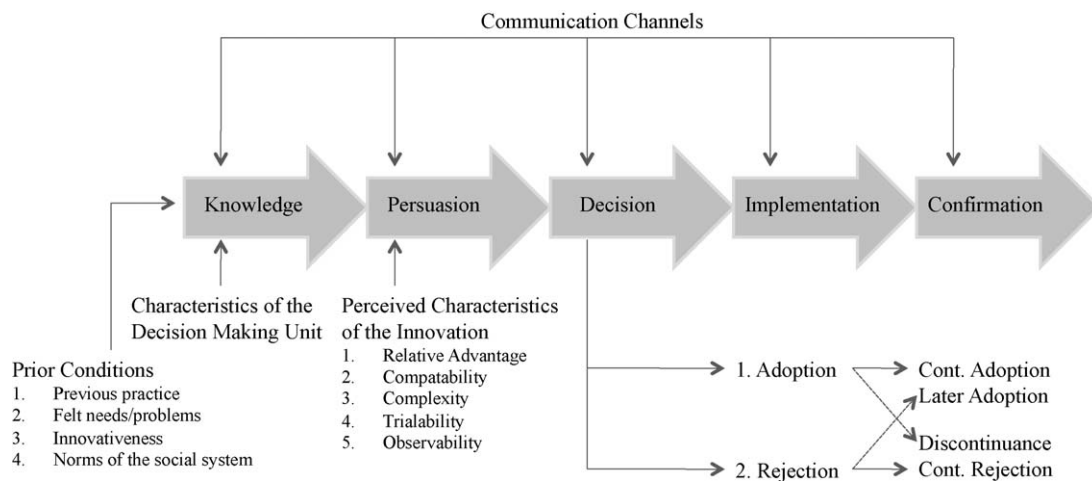 Communication Channels
Knowledge
Persuasion
Decision
Implementation
Confirmation
Characteristics of the
Decision Making Unit
Perceived Characteristics
of the Innovation
1. Relative Advantage
2. Compatability
3. Complexity
4. Trialability
5. Observability
Prior Conditions
1. Previous practice
2. Felt needs/problems
3. Innovativeness
4. Norms of the social system
1. Adoption
2. Rejection
Cont. Adoption
Later Adoption
Discontinuance
Cont. Rejection